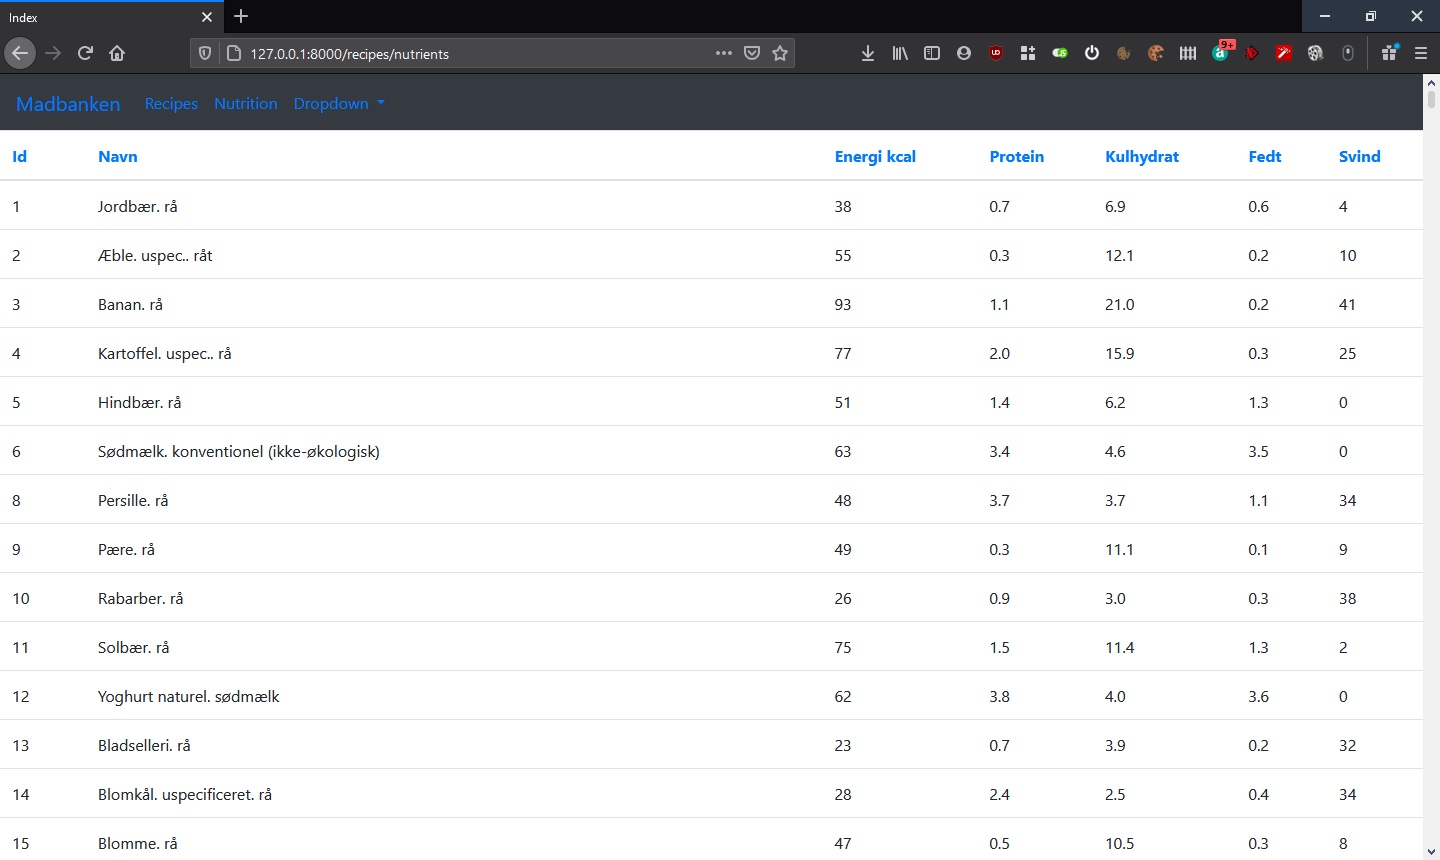 Index
127.0.0.1:8000/recipes/nutrients
9+
Madbanken Recipes Nutrition Dropdown
Id Navn Energi kcal Protein Kulhydrat Fedt Svind
1 Jordbær. rå 38 0.7 6.9 0.6 4
2 Æble. uspec.. råt 55 0.3 12.1 0.2 10
3 Banan. rå 93 1.1 21.0 0.2 41
4 Kartoffel. uspec.. rå 77 2.0 15.9 0.3 25
5 Hindbær. rå 51 1.4 6.2 1.3 0
6 Sødmælk. konventionel (ikke-økologisk) 63 3.4 4.6 3.5 0
8 Persille. rå 48 3.7 3.7 1.1 34
9 Pære. rå 49 0.3 11.1 0.1 9
10 Rabarber. rå 26 0.9 3.0 0.3 38
11 Solbær. rå 75 1.5 11.4 1.3 2
12 Yoghurt naturel. sødmælk 62 3.8 4.0 3.6 0
13 Bladselleri. rå 23 0.7 3.9 0.2 32
14 Blomkål. uspecificeret. rå 28 2.4 2.5 0.4 34
15 Blomme. rå 47 0.5 10.5 0.3 8